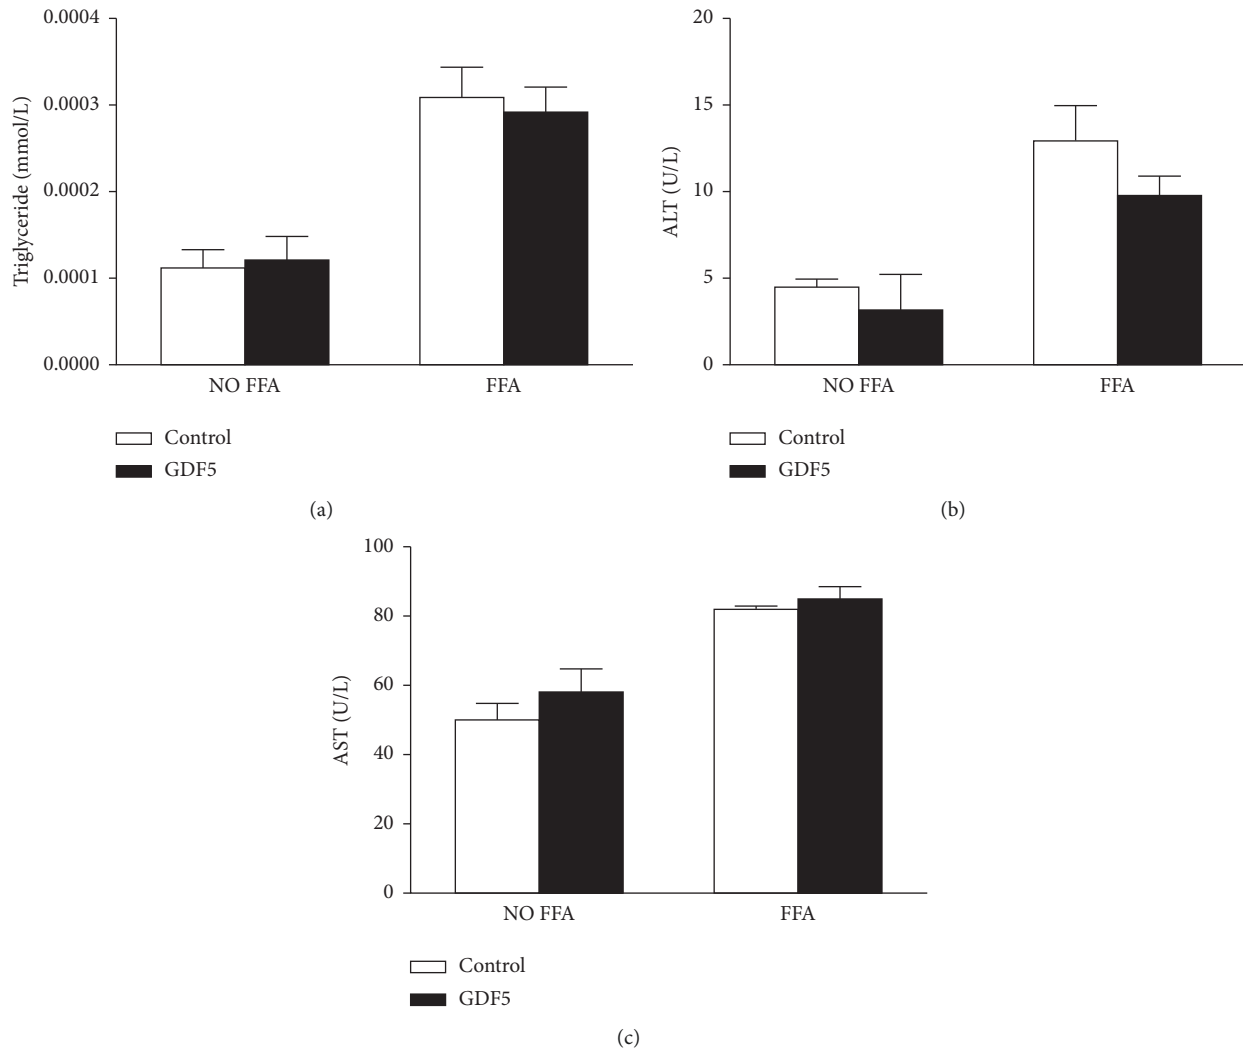 0.0004
0.0003
0.0002
0.0001
0.0000
Triglyceride (mmol/L)
NO FFA
FFA
Control
GDF5
(a)
20
15
10
5
0
ALT (U/L)
NO FFA
FFA
Control
GDF5
(b)
100
80
60
40
20
0
AST (U/L)
NO FFA
FFA
Control
GDF5
(c)